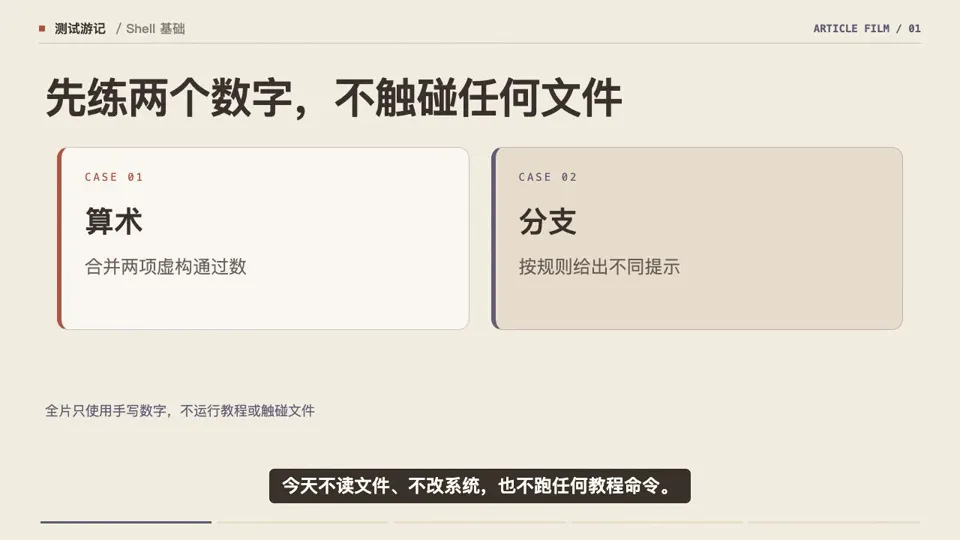 测试游记 / Shell 基础
ARTICLE FILM / 01
先练两个数字，不触碰任何文件
CASE 01
算术
合并两项虚构通过数
CASE 02
分支
按规则给出不同提示
全片只使用手写数字，不运行教程或触碰文件
今天不读文件、不改系统，也不跑任何教程命令。